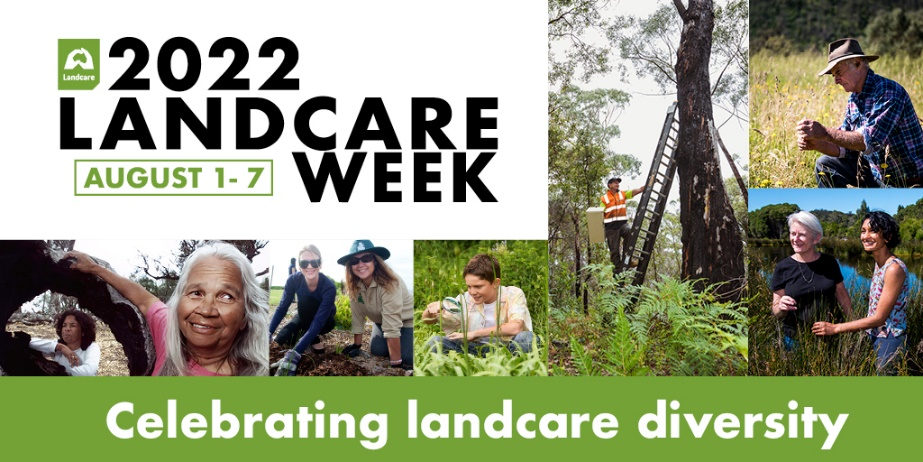 Landcare
2022
LANDCARE
WEEK
AUGUST 1- 7
Celebrating landcare diversity